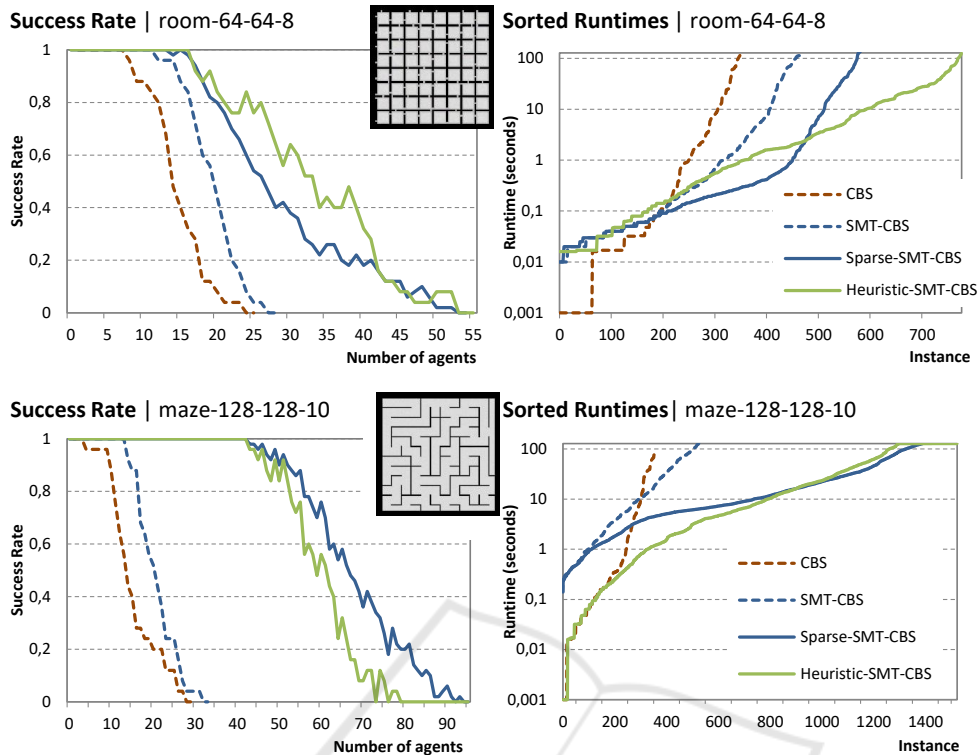 Success Rate | room-64-64-8
Success Rate
1
0,8
0,6
0,4
0,2
0
0 5 10 15 20 25 30 35 40 45 50 55
Number of agents
Sorted Runtimes | room-64-64-8
Runtime (seconds)
100
10
1
0,1
0,01
0,001
CBS
SMT-CBS
Sparse-SMT-CBS
Heuristic-SMT-CBS
0 100 200 300 400 500 600 700
Instance
Success Rate | maze-128-128-10
Success Rate
1
0,8
0,6
0,4
0,2
0
0 10 20 30 40 50 60 70 80 90
Number of agents
Sorted Runtimes| maze-128-128-10
Runtime (seconds)
100
10
1
0,1
0,01
0,001
CBS
SMT-CBS
Sparse-SMT-CBS
Heuristic-SMT-CBS
0 200 400 600 800 1000 1200 1400
Instance